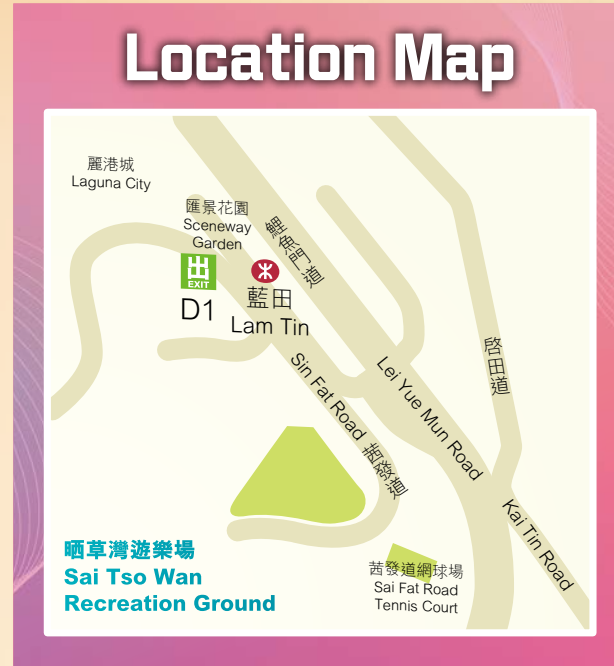 Location Map
麗港城
Laguna City
匯景花園
Sceneway
Garden
鯉魚門道
出
EXIT
D1
藍田
Lam Tin
Sin Fat Road 茜發道
Lei Yue Mun Road
啓田道
Kai Tin Road
晒草灣遊樂場
Sai Tso Wan
Recreation Ground
茜發道網球場
Sai Fat Road
Tennis Court